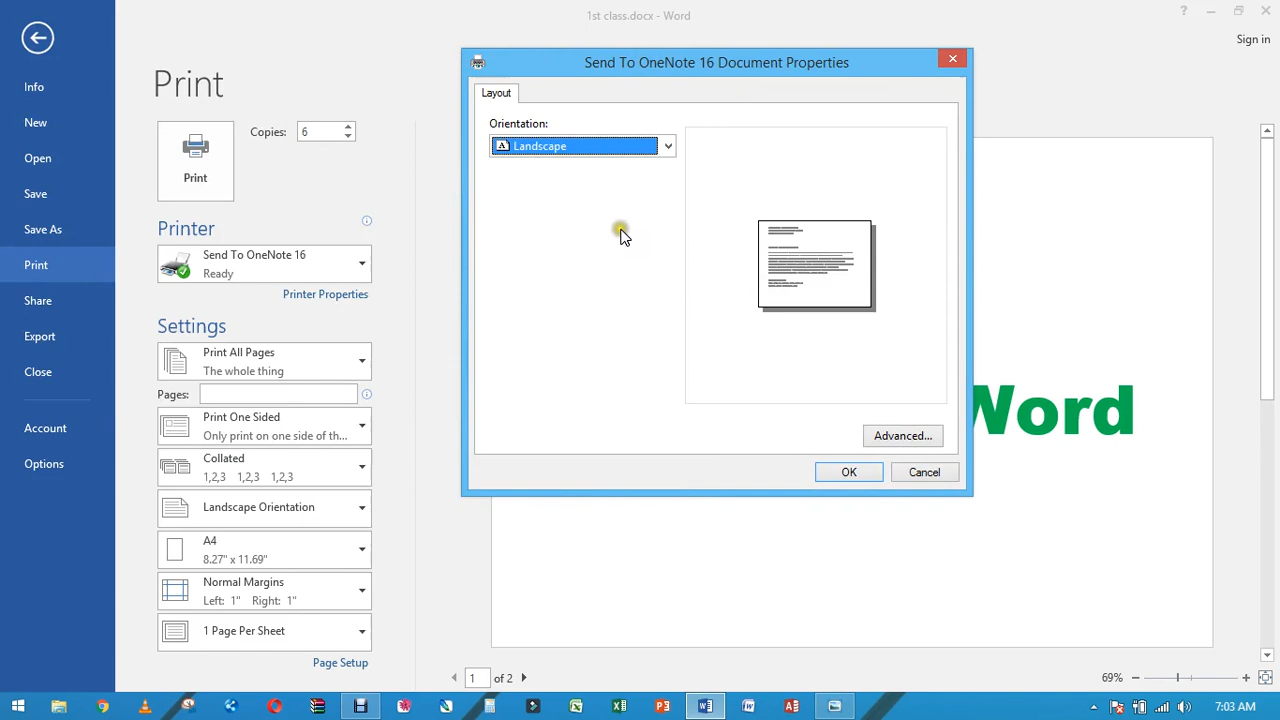 1st class.docx - Word
?
Sign in
Info
New
Open
Save
Save As
Print
Share
Export
Close
Account
Options
Print
Print
Copies: 6
Printer
Send To OneNote 16
Ready
Printer Properties
Settings
Print All Pages
The whole thing
Pages:
Print One Sided
Only print on one side of th...
Collated
1,2,3 1,2,3 1,2,3
Landscape Orientation
A4
8.27" x 11.69"
Normal Margins
Left: 1" Right: 1"
1 Page Per Sheet
Page Setup
Send To OneNote 16 Document Properties
Layout
Orientation:
A Landscape
Advanced...
OK Cancel
Word
1 of 2
69%
7:03 AM